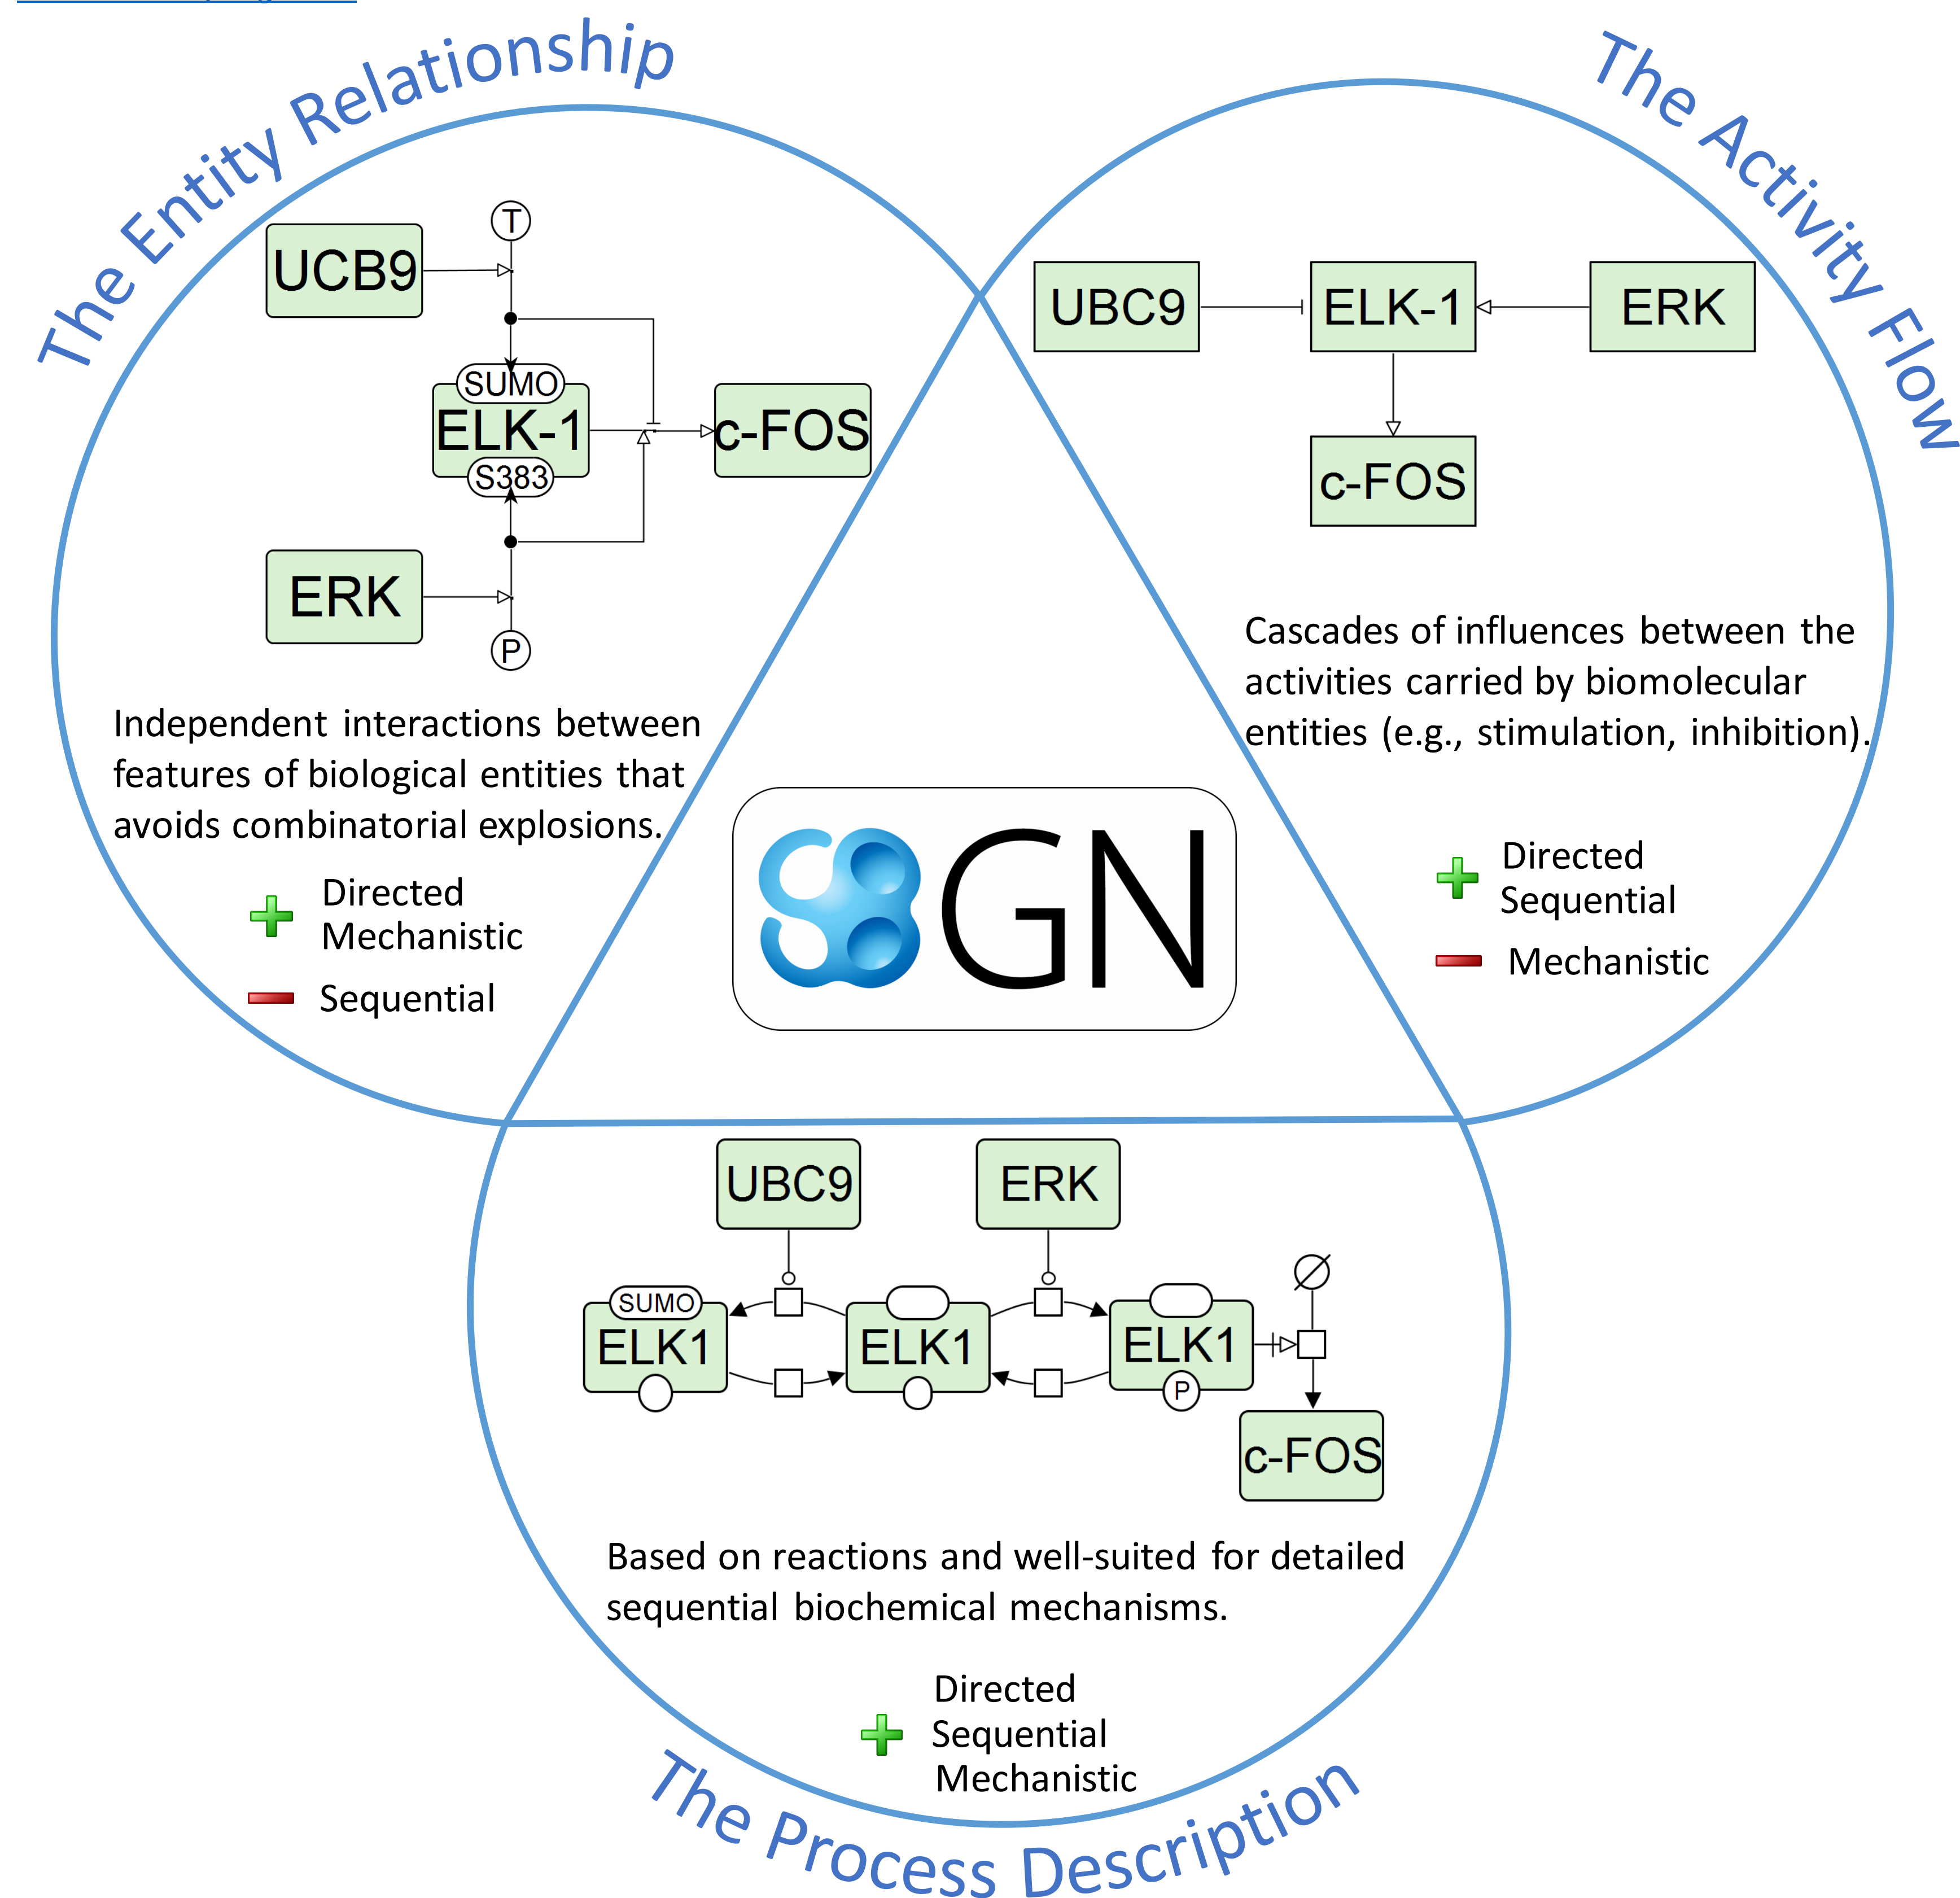 The Entity Relationship
UCB9
T
SUMO
ELK-1
S383
c-FOS
ERK
P
Independent interactions between
features of biological entities that
avoids combinatorial explosions.
Directed
Mechanistic
Sequential
The Activity Flow
UBC9
ELK-1
ERK
c-FOS
Cascades of influences between the
activities carried by biomolecular
entities (e.g., stimulation, inhibition).
Directed
Sequential
Mechanistic
SBGN
UBC9
ERK
SUMO
ELK1
ELK1
ELK1
P
c-FOS
Based on reactions and well-suited for detailed
sequential biochemical mechanisms.
Directed
Sequential
Mechanistic
The Process Description